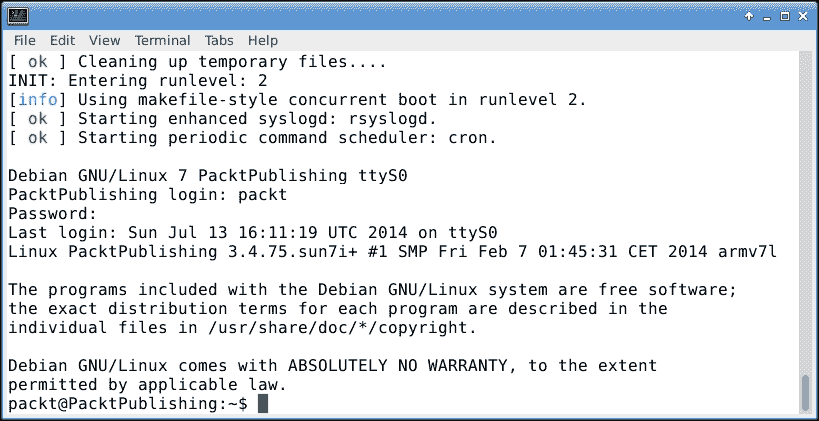 File Edit View Terminal Tabs Help
[ ok ] Cleaning up temporary files....
INIT: Entering runlevel: 2
[info] Using makefile-style concurrent boot in runlevel 2.
[ ok ] Starting enhanced syslogd: rsyslogd.
[ ok ] Starting periodic command scheduler: cron.
Debian GNU/Linux 7 PacktPublishing ttyS0
PacktPublishing login: packt
Password:
Last login: Sun Jul 13 16:11:19 UTC 2014 on ttyS0
Linux PacktPublishing 3.4.75.sun7i+ #1 SMP Fri Feb 7 01:45:31 CET 2014 armv7l
The programs included with the Debian GNU/Linux system are free software;
the exact distribution terms for each program are described in the
individual files in /usr/share/doc/*/copyright.
Debian GNU/Linux comes with ABSOLUTELY NO WARRANTY, to the extent
permitted by applicable law.
packt@PacktPublishing:~$